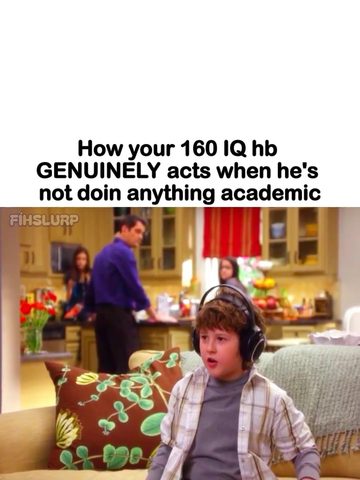 How your 160 IQ hb
GENUINELY acts when he's
not doin anything academic
FIHSLURP